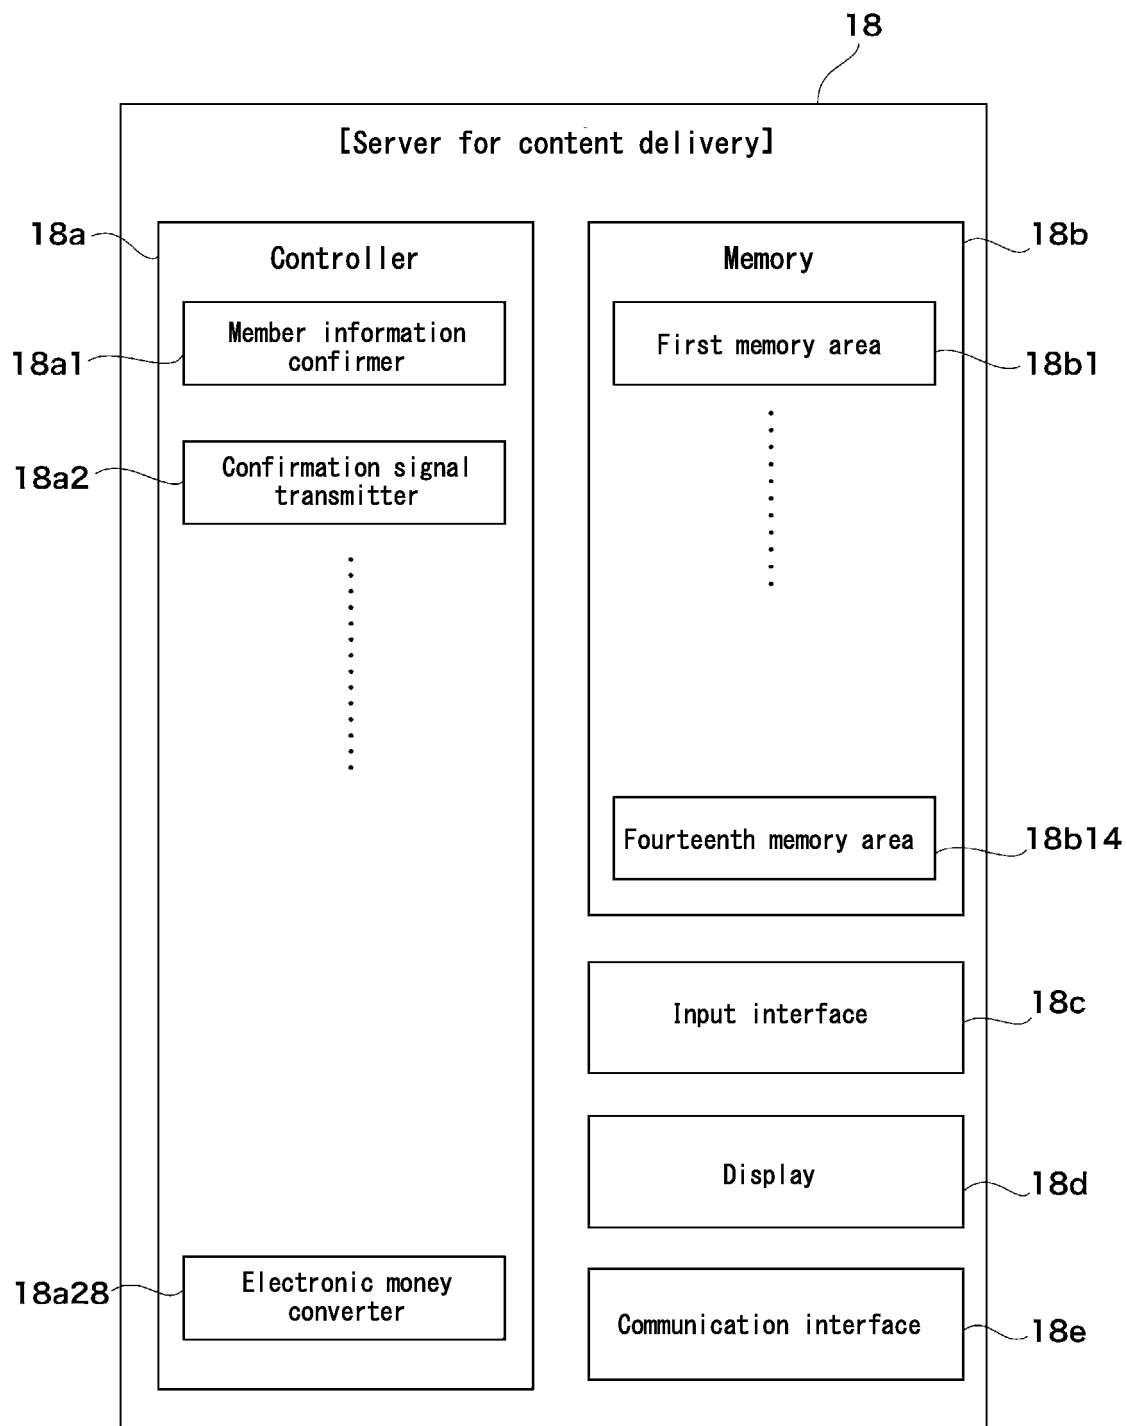 18
[Server for content delivery]
18a
Controller
18a1
Member information
confirmer
18a2
Confirmation signal
transmitter
18a28
Electronic money
converter
18b
Memory
First memory area
18b1
Fourteenth memory area
18b14
Input interface
18c
Display
18d
Communication interface
18e